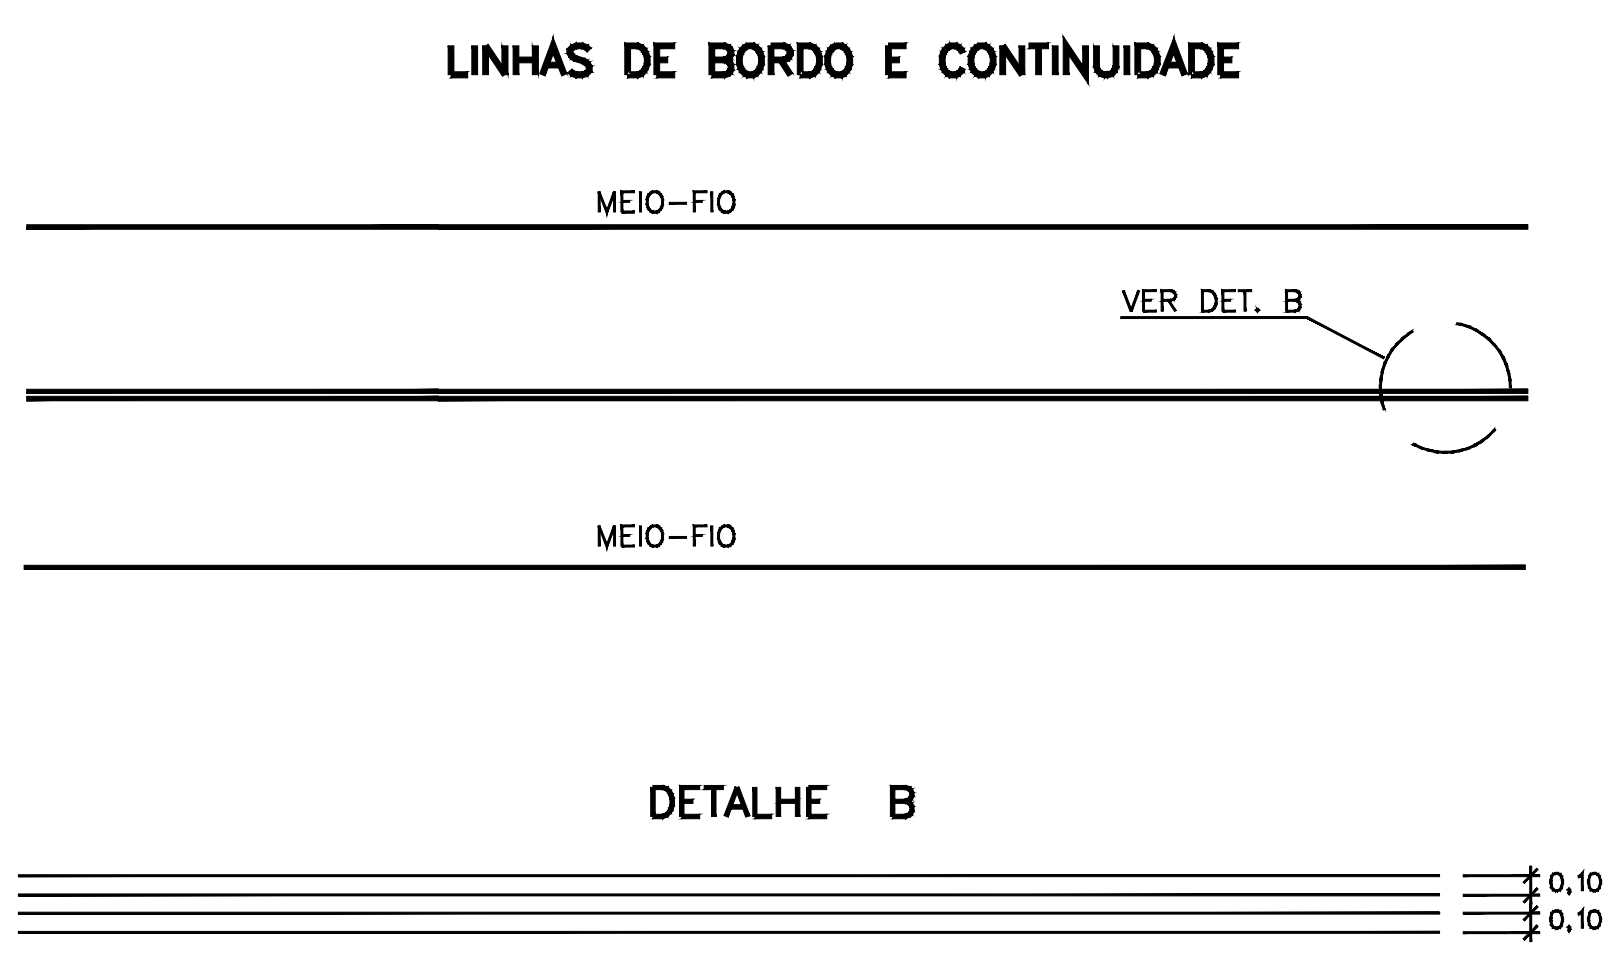 LINHAS DE BORDO E CONTINUIDADE
MEIO-FIO
VER DET. B
MEIO-FIO
DETALHE B
0,10
0,10